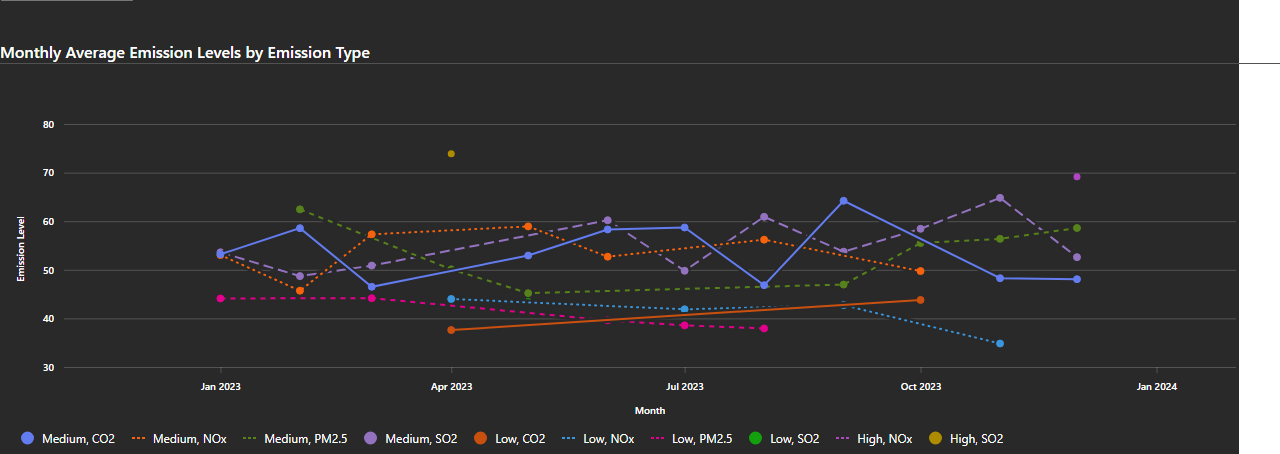 Monthly Average Emission Levels by Emission Type
80
70
60
50
40
30
Emission Level
Jan 2023 Apr 2023 Jul 2023 Oct 2023 Jan 2024
Month
Medium, CO2 Medium, NOx Medium, PM2.5 Medium, SO2 Low, CO2 Low, NOx Low, PM2.5 Low, SO2 High, NOx High, SO2